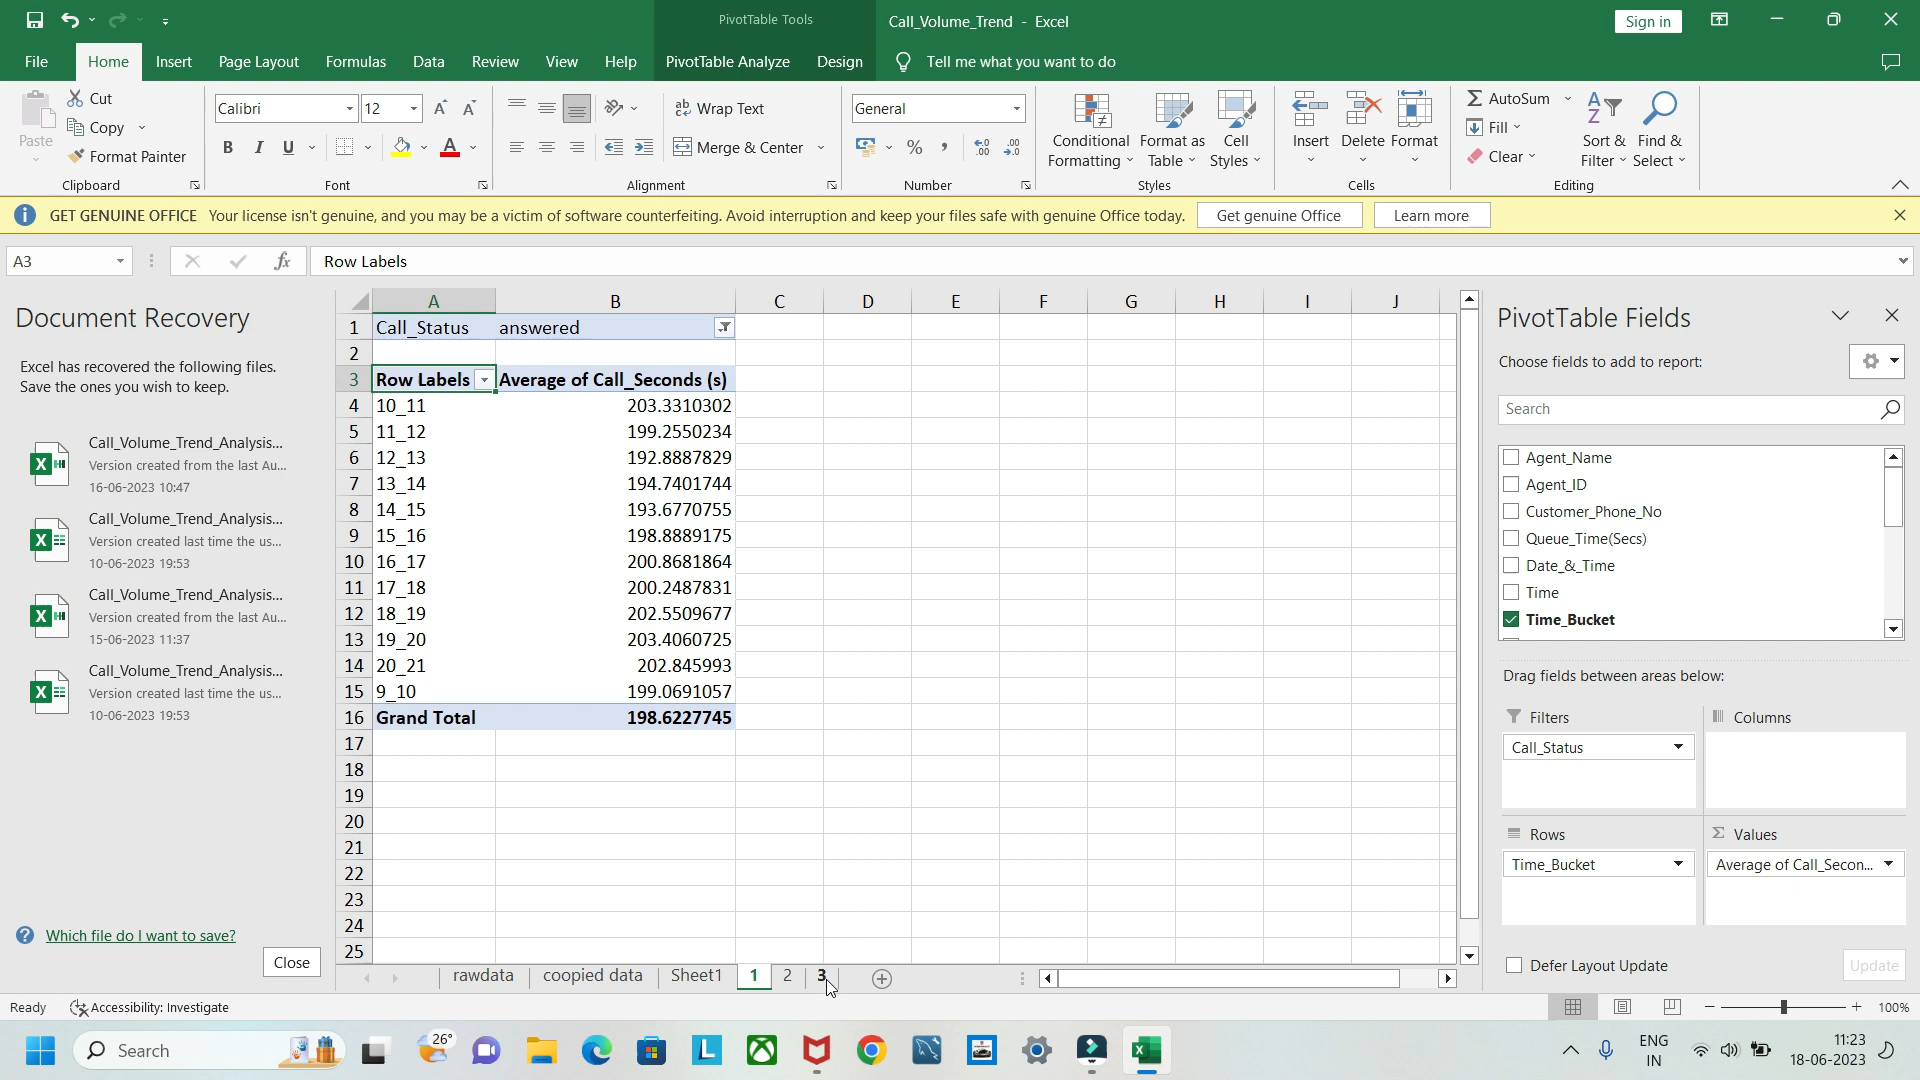 PivotTable Tools
Call_Volume_Trend - Excel
Sign in
File Home Insert Page Layout Formulas Data Review View Help PivotTable Analyze Design Tell me what you want to do
Paste
Cut
Copy
Format Painter
Clipboard
Calibri 12
B I U
Font
Wrap Text
Merge & Center
Alignment
General
Number
Conditional Formatting
Format as Table
Cell Styles
Styles
Insert Delete Format
Cells
AutoSum
Fill
Clear
Sort & Filter
Find & Select
Editing
GET GENUINE OFFICE Your license isn't genuine, and you may be a victim of software counterfeiting. Avoid interruption and keep your files safe with genuine Office today. Get genuine Office Learn more
A3 fx Row Labels
Document Recovery
Excel has recovered the following files.
Save the ones you wish to keep.
Call_Volume_Trend_Analysis...
Version created from the last Au...
16-06-2023 10:47
Call_Volume_Trend_Analysis...
Version created last time the us...
10-06-2023 19:53
Call_Volume_Trend_Analysis...
Version created from the last Au...
15-06-2023 11:37
Call_Volume_Trend_Analysis...
Version created last time the us...
10-06-2023 19:53
Which file do I want to save?
Close
A B C D E F G H I J
1 Call_Status answered
2
3 Row Labels Average of Call_Seconds (s)
4 10_11 203.3310302
5 11_12 199.2550234
6 12_13 192.8887829
7 13_14 194.7401744
8 14_15 193.6770755
9 15_16 198.8889175
10 16_17 200.8681864
11 17_18 200.2487831
12 18_19 202.5509677
13 19_20 203.4060725
14 20_21 202.845993
15 9_10 199.0691057
16 Grand Total 198.6227745
17
18
19
20
21
22
23
24
25
rawdata coopied data Sheet1 1 2 3
PivotTable Fields
Choose fields to add to report:
Search
Agent_Name
Agent_ID
Customer_Phone_No
Queue_Time(Secs)
Date_&_Time
Time
Time_Bucket
Drag fields between areas below:
Filters Columns
Call_Status
Rows Values
Time_Bucket Average of Call_Secon...
Defer Layout Update Update
Ready Accessibility: Investigate 100%
Search
26°
ENG
IN
11:23
18-06-2023